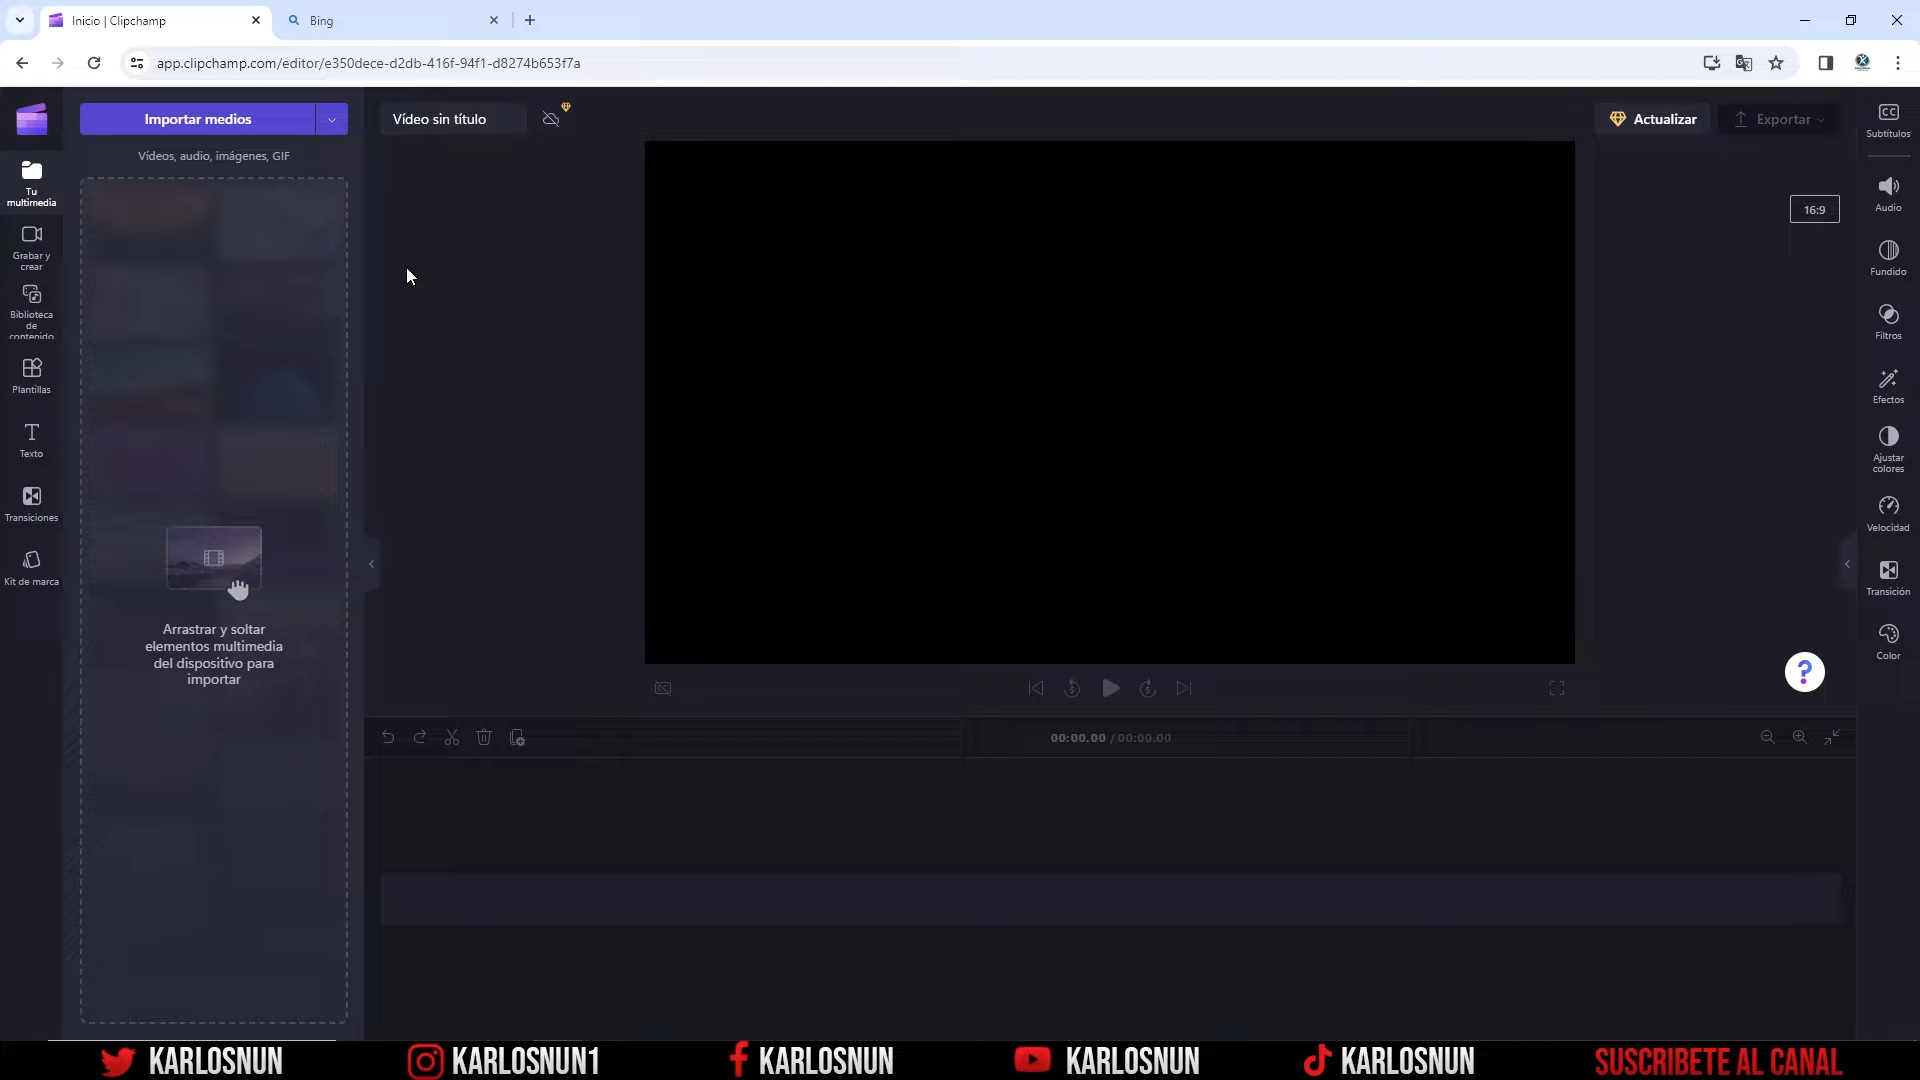 Inicio | Clipchamp
Bing
app.clipchamp.com/editor/e350dece-d2db-416f-94f1-d8274b653f7a
Importar medios
Vídeos, audio, imágenes, GIF
Vídeo sin título
Actualizar
Exportar
16:9
Tu
multimedia
Grabar y
crear
Biblioteca
de
contenido
Plantillas
Texto
Transiciones
Kit de marca
Arrastrar y soltar
elementos multimedia
del dispositivo para
importar
CC
Subtítulos
Audio
Fundido
Filtros
Efectos
Ajustar
colores
Velocidad
Transición
Color
?
5
5
00:00.00 / 00:00.00
KARLOSNUN
KARLOSNUN1
KARLOSNUN
KARLOSNUN
KARLOSNUN
SUSCRIBETE AL CANAL